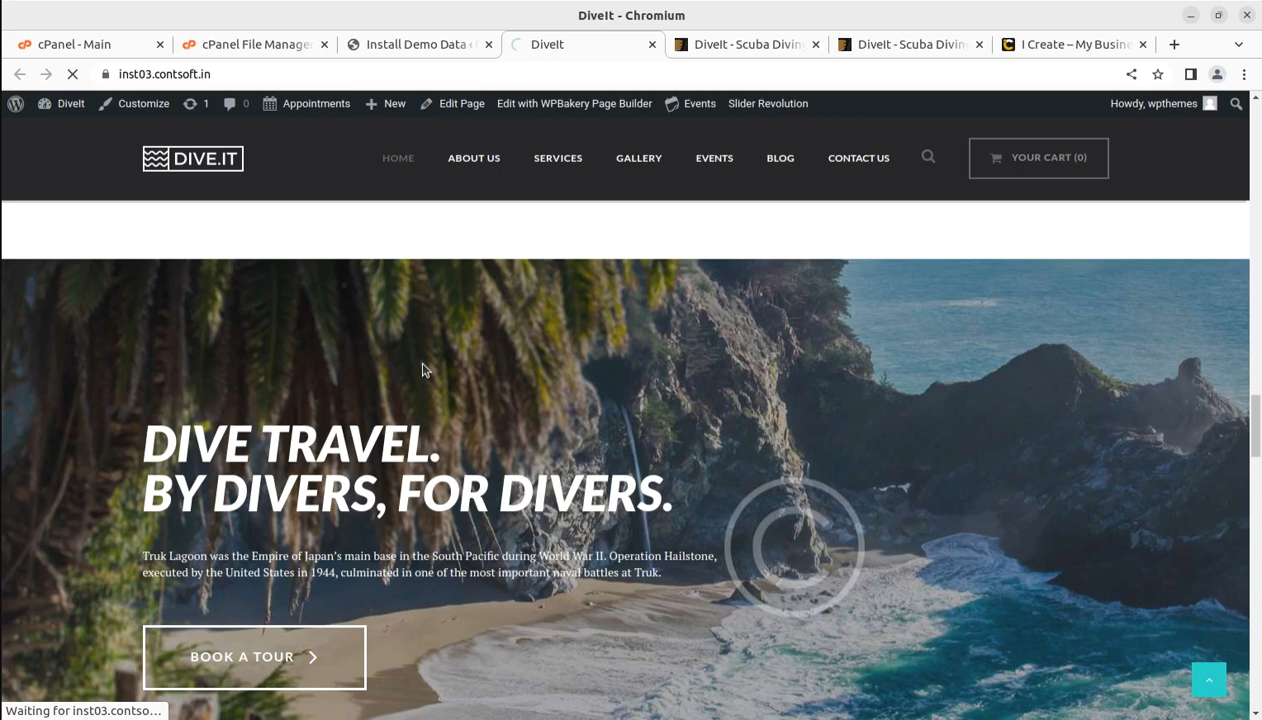 DiveIt - Chromium
cPanel - Main
cPanel File Manage
Install Demo Data ‹
DiveIt
DiveIt - Scuba Divin
DiveIt - Scuba Divin
I Create – My Busine
inst03.contsoft.in
DiveIt
Customize
1
0
Appointments
New
Edit Page
Edit with WPBakery Page Builder
Events
Slider Revolution
Howdy, wpthemes
DIVE.IT
HOME
ABOUT US
SERVICES
GALLERY
EVENTS
BLOG
CONTACT US
YOUR CART (0)
DIVE TRAVEL.
BY DIVERS, FOR DIVERS.
Truk Lagoon was the Empire of Japan's main base in the South Pacific during World War II. Operation Hailstone,
executed by the United States in 1944, culminated in one of the most important naval battles at Truk.
BOOK A TOUR
Waiting for inst03.contso…